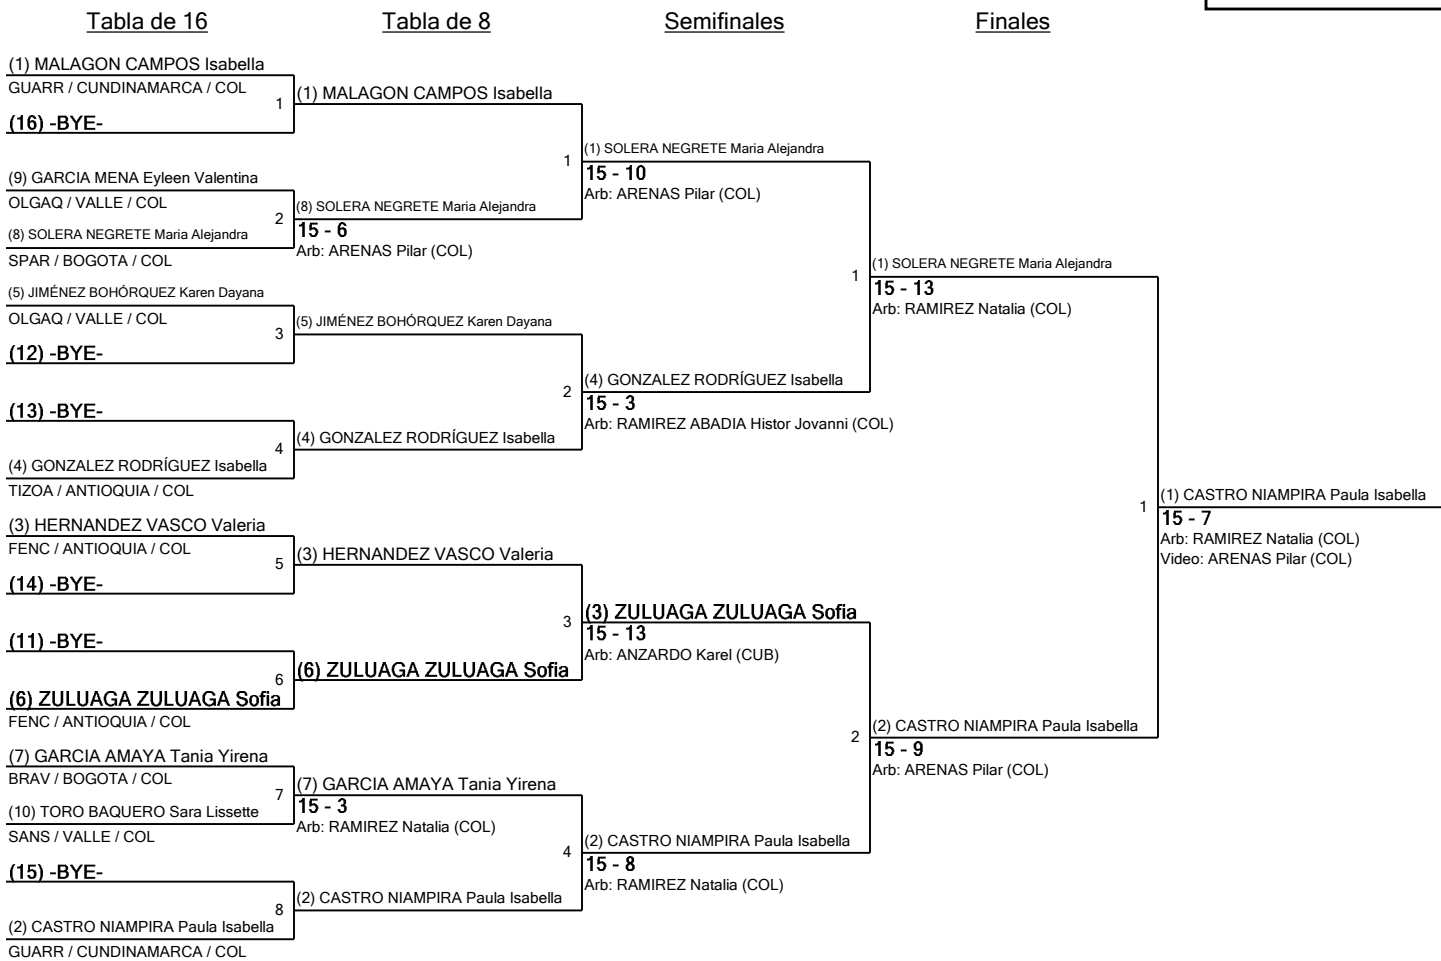 Tabla de 16
Tabla de 8
Semifinales
Finales
(1) MALAGON CAMPOS Isabella
GUARR / CUNDINAMARCA / COL
1
(16) -BYE-
(9) GARCIA MENA Eyleen Valentina
OLGAQ / VALLE / COL
2
(8) SOLERA NEGRETE Maria Alejandra
SPAR / BOGOTA / COL
(5) JIMÉNEZ BOHÓRQUEZ Karen Dayana
OLGAQ / VALLE / COL
3
(12) -BYE-
(13) -BYE-
4
(4) GONZALEZ RODRÍGUEZ Isabella
TIZOA / ANTIOQUIA / COL
(3) HERNANDEZ VASCO Valeria
FENC / ANTIOQUIA / COL
5
(14) -BYE-
(11) -BYE-
6
(6) ZULUAGA ZULUAGA Sofia
FENC / ANTIOQUIA / COL
(7) GARCIA AMAYA Tania Yirena
BRAV / BOGOTA / COL
7
(10) TORO BAQUERO Sara Lissette
SANS / VALLE / COL
(15) -BYE-
8
(2) CASTRO NIAMPIRA Paula Isabella
GUARR / CUNDINAMARCA / COL
(1) MALAGON CAMPOS Isabella
1
(8) SOLERA NEGRETE Maria Alejandra
15 - 6
Arb: ARENAS Pilar (COL)
(5) JIMÉNEZ BOHÓRQUEZ Karen Dayana
2
(4) GONZALEZ RODRÍGUEZ Isabella
(3) HERNANDEZ VASCO Valeria
3
(6) ZULUAGA ZULUAGA Sofia
(7) GARCIA AMAYA Tania Yirena
15 - 3
Arb: RAMIREZ Natalia (COL)
4
(2) CASTRO NIAMPIRA Paula Isabella
(1) SOLERA NEGRETE Maria Alejandra
15 - 10
Arb: ARENAS Pilar (COL)
1
(4) GONZALEZ RODRÍGUEZ Isabella
15 - 3
Arb: RAMIREZ ABADIA Histor Jovanni (COL)
(3) ZULUAGA ZULUAGA Sofia
15 - 13
Arb: ANZARDO Karel (CUB)
2
(2) CASTRO NIAMPIRA Paula Isabella
15 - 8
Arb: RAMIREZ Natalia (COL)
(1) SOLERA NEGRETE Maria Alejandra
15 - 13
Arb: RAMIREZ Natalia (COL)
1
(2) CASTRO NIAMPIRA Paula Isabella
15 - 9
Arb: ARENAS Pilar (COL)
(1) CASTRO NIAMPIRA Paula Isabella
15 - 7
Arb: RAMIREZ Natalia (COL)
Video: ARENAS Pilar (COL)